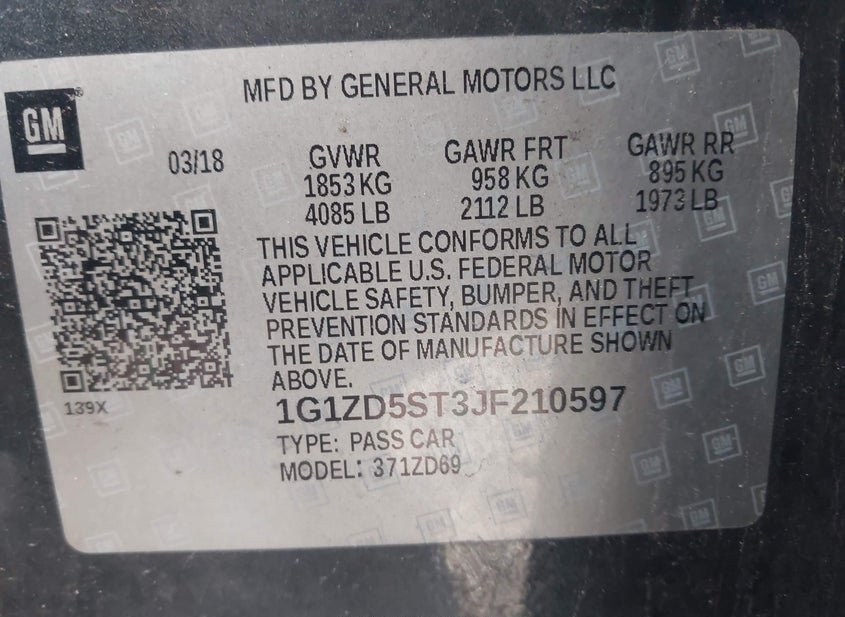 MFD BY GENERAL MOTORS LLC
GM
03/18
GVWR
1853 KG
4085 LB
GAWR FRT
958 KG
2112 LB
GAWR RR
895 KG
1973 LB
THIS VEHICLE CONFORMS TO ALL
APPLICABLE U.S. FEDERAL MOTOR
VEHICLE SAFETY, BUMPER, AND THEFT
PREVENTION STANDARDS IN EFFECT ON
THE DATE OF MANUFACTURE SHOWN
ABOVE.
139X
1G1ZD5ST3JF210597
TYPE: PASS CAR
MODEL: 371ZD69